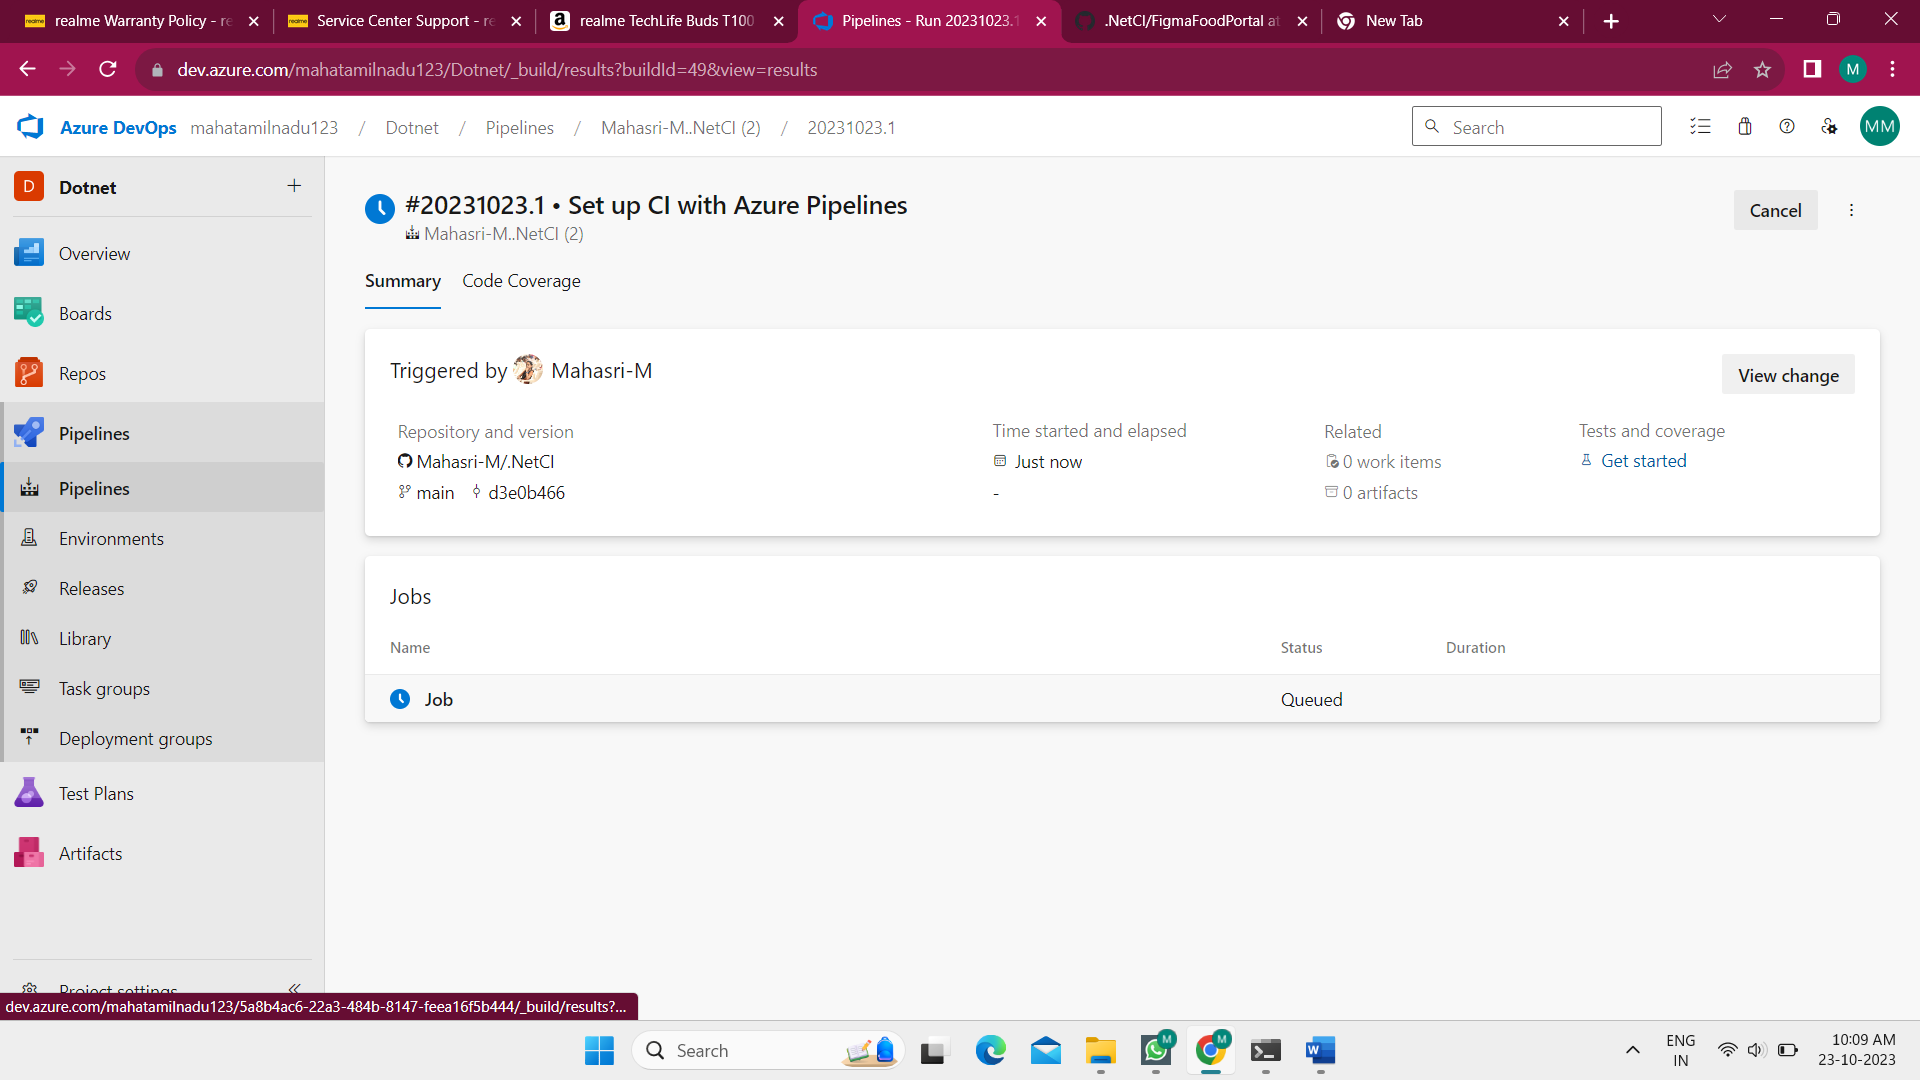 realme Warranty Policy - re
Service Center Support - re
realme TechLife Buds T100
Pipelines - Run 20231023.1
.NetCI/FigmaFoodPortal at
New Tab
dev.azure.com/mahatamilnadu123/Dotnet/_build/results?buildId=49&view=results
M
Azure DevOps mahatamilnadu123 / Dotnet / Pipelines / Mahasri-M..NetCI (2) / 20231023.1
Search
MM
D Dotnet
Overview
Boards
Repos
Pipelines
Pipelines
Environments
Releases
Library
Task groups
Deployment groups
Test Plans
Artifacts
Project settings
#20231023.1 • Set up CI with Azure Pipelines
Mahasri-M..NetCI (2)
Cancel
Summary Code Coverage
Triggered by Mahasri-M
View change
Repository and version
Mahasri-M/.NetCI
main d3e0b466
Time started and elapsed
Just now
-
Related
0 work items
0 artifacts
Tests and coverage
Get started
Jobs
Name Status Duration
Job Queued
dev.azure.com/mahatamilnadu123/5a8b4ac6-22a3-484b-8147-feea16f5b444/_build/results?...
Search
M
M
W
ENG
IN
10:09 AM
23-10-2023